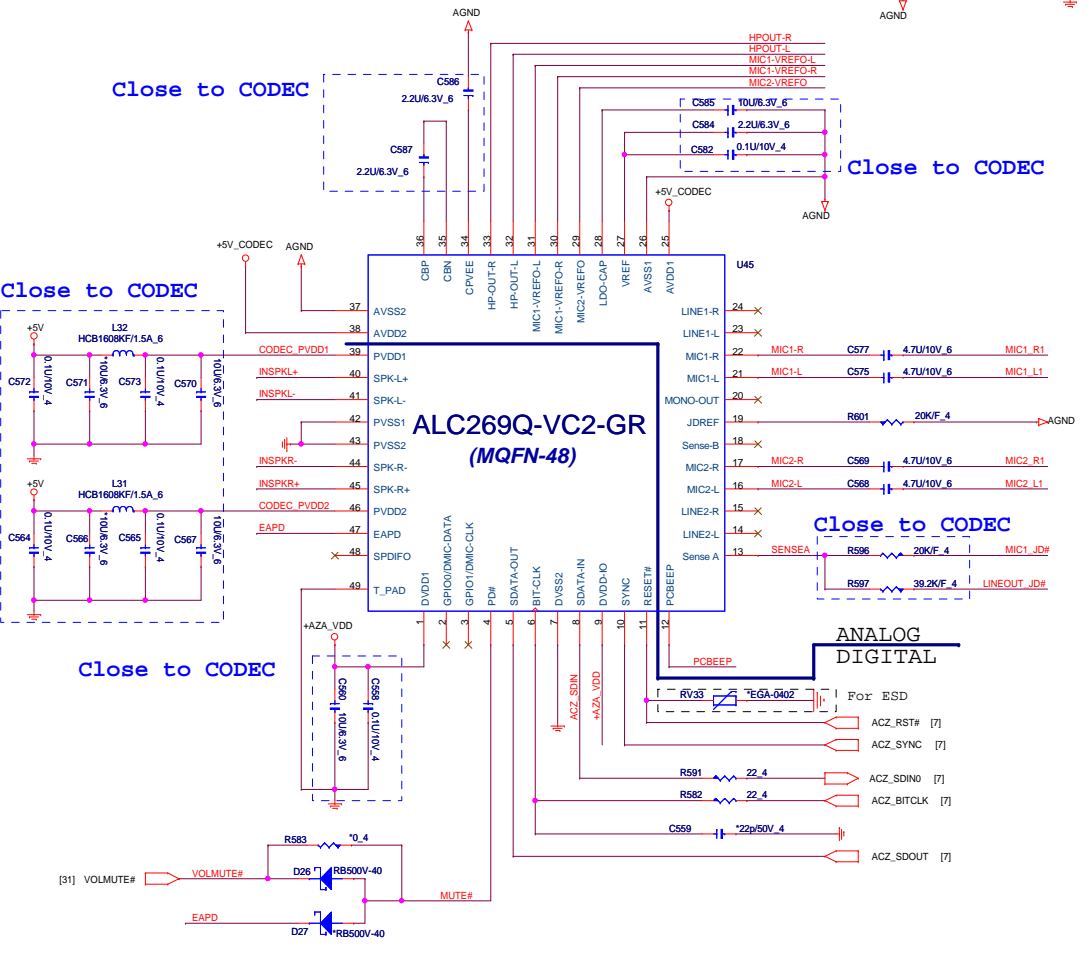 AGND
AGND
HPOUT-R
HPOUT-L
MIC1-VREFO-L
MIC1-VREFO-R
MIC2-VREFO
Close to CODEC
C586
2.2U/6.3V_6
C587
2.2U/6.3V_6
C585 10U/6.3V_6
C584 2.2U/6.3V_6
C582 0.1U/10V_4
Close to CODEC
+5V_CODEC
AGND
+5V_CODEC
AGND
36 35 34 33 32 31 30 29 28 27 26 25
CBP
CBN
CPVEE
HP-OUT-R
HP-OUT-L
MIC1-VREFO-L
MIC1-VREFO-R
MIC2-VREFO
LDO-CAP
VREF
AVSS1
AVDD1
U45
Close to CODEC
+5V
L32
HCB1608KF/1.5A_6
C572
0.1U/10V_4
C571
*10U/6.3V_6
C573
0.1U/10V_4
C570
10U/6.3V_6
+5V
L31
HCB1608KF/1.5A_6
C564
0.1U/10V_4
C566
*10U/6.3V_6
C565
0.1U/10V_4
C567
10U/6.3V_6
37 AVSS2
38 AVDD2
CODEC_PVDD1 39 PVDD1
INSPKL+ 40 SPK-L+
INSPKL- 41 SPK-L-
42 PVSS1
43 PVSS2
INSPKR- 44 SPK-R-
INSPKR+ 45 SPK-R+
CODEC_PVDD2 46 PVDD2
EAPD 47 EAPD
48 SPDIFO
49 T_PAD
ALC269Q-VC2-GR
(MQFN-48)
LINE1-R 24
LINE1-L 23
MIC1-R 22 MIC1-R C577 4.7U/10V_6 MIC1_R1
MIC1-L 21 MIC1-L C575 4.7U/10V_6 MIC1_L1
MONO-OUT 20
JDREF 19 R601 20K/F_4 AGND
Sense-B 18
MIC2-R 17 MIC2-R C569 4.7U/10V_6 MIC2_R1
MIC2-L 16 MIC2-L C568 4.7U/10V_6 MIC2_L1
LINE2-R 15
LINE2-L 14
Close to CODEC
Sense A 13 SENSEA R596 20K/F_4 MIC1_JD#
R597 39.2K/F_4 LINEOUT_JD#
DVDD1
GPIO0/DMIC-DATA
GPIO1/DMIC-CLK
PD#
SDATA-OUT
BIT-CLK
DVSS2
SDATA-IN
DVDD-IO
SYNC
RESET#
PCBEEP
1 2 3 4 5 6 7 8 9 10 11 12
+AZA_VDD
Close to CODEC
C560
10U/6.3V_6
C558
0.1U/10V_4
ACZ_SDIN
+AZA_VDD
PCBEEP
ANALOG
DIGITAL
RV33 *EGA-0402 For ESD
ACZ_RST# [7]
ACZ_SYNC [7]
R591 22_4 ACZ_SDIN0 [7]
R582 22_4 ACZ_BITCLK [7]
C559 *22p/50V_4
ACZ_SDOUT [7]
R583 *0_4
[31] VOLMUTE# VOLMUTE# D26 RB500V-40
MUTE#
EAPD
D27 *RB500V-40